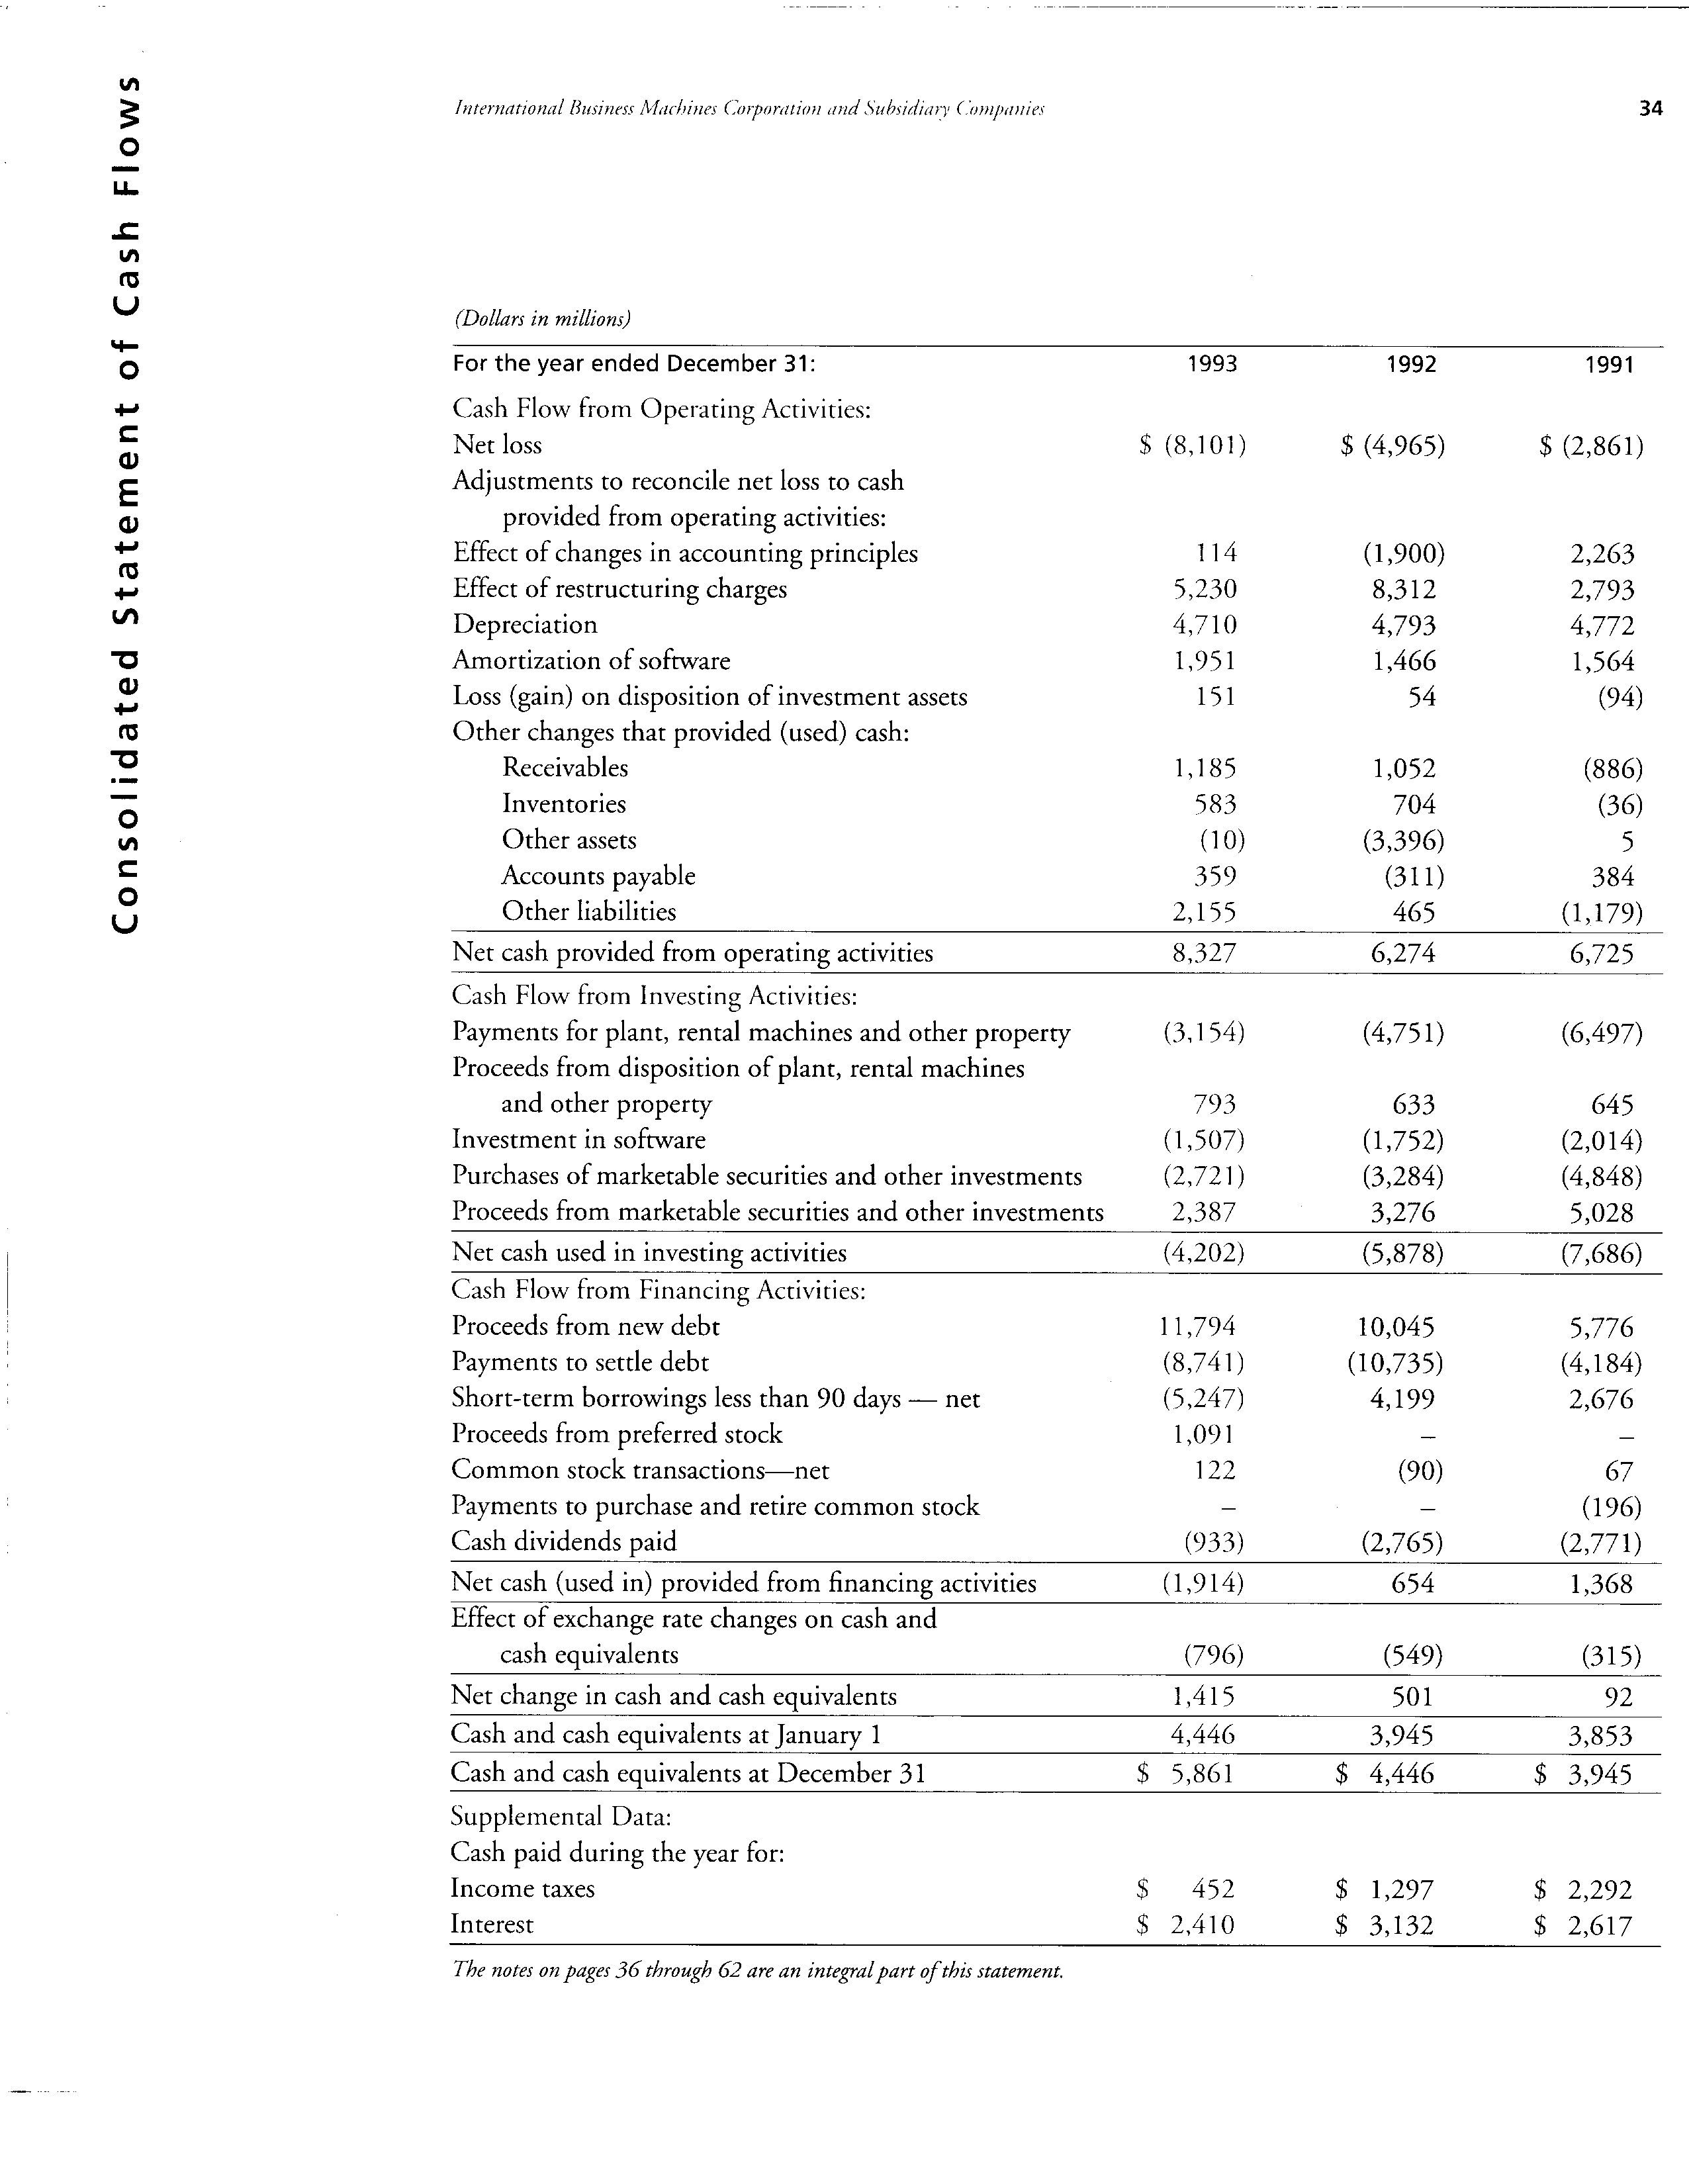 Consolidated Statement of Cash Flows
International Business Machines Corporation and Subsidiary Companies 34
(Dollars in millions)
For the year ended December 31: 1993 1992 1991
Cash Flow from Operating Activities:
Net loss $ (8,101) $ (4,965) $ (2,861)
Adjustments to reconcile net loss to cash
provided from operating activities:
Effect of changes in accounting principles 114 (1,900) 2,263
Effect of restructuring charges 5,230 8,312 2,793
Depreciation 4,710 4,793 4,772
Amortization of software 1,951 1,466 1,564
Loss (gain) on disposition of investment assets 151 54 (94)
Other changes that provided (used) cash:
Receivables 1,185 1,052 (886)
Inventories 583 704 (36)
Other assets (10) (3,396) 5
Accounts payable 359 (311) 384
Other liabilities 2,155 465 (1,179)
Net cash provided from operating activities 8,327 6,274 6,725
Cash Flow from Investing Activities:
Payments for plant, rental machines and other property (3,154) (4,751) (6,497)
Proceeds from disposition of plant, rental machines
and other property 793 633 645
Investment in software (1,507) (1,752) (2,014)
Purchases of marketable securities and other investments (2,721) (3,284) (4,848)
Proceeds from marketable securities and other investments 2,387 3,276 5,028
Net cash used in investing activities (4,202) (5,878) (7,686)
Cash Flow from Financing Activities:
Proceeds from new debt 11,794 10,045 5,776
Payments to settle debt (8,741) (10,735) (4,184)
Short-term borrowings less than 90 days — net (5,247) 4,199 2,676
Proceeds from preferred stock 1,091 – –
Common stock transactions—net 122 (90) 67
Payments to purchase and retire common stock – – (196)
Cash dividends paid (933) (2,765) (2,771)
Net cash (used in) provided from financing activities (1,914) 654 1,368
Effect of exchange rate changes on cash and
cash equivalents (796) (549) (315)
Net change in cash and cash equivalents 1,415 501 92
Cash and cash equivalents at January 1 4,446 3,945 3,853
Cash and cash equivalents at December 31 $ 5,861 $ 4,446 $ 3,945
Supplemental Data:
Cash paid during the year for:
Income taxes $ 452 $ 1,297 $ 2,292
Interest $ 2,410 $ 3,132 $ 2,617
The notes on pages 36 through 62 are an integral part of this statement.